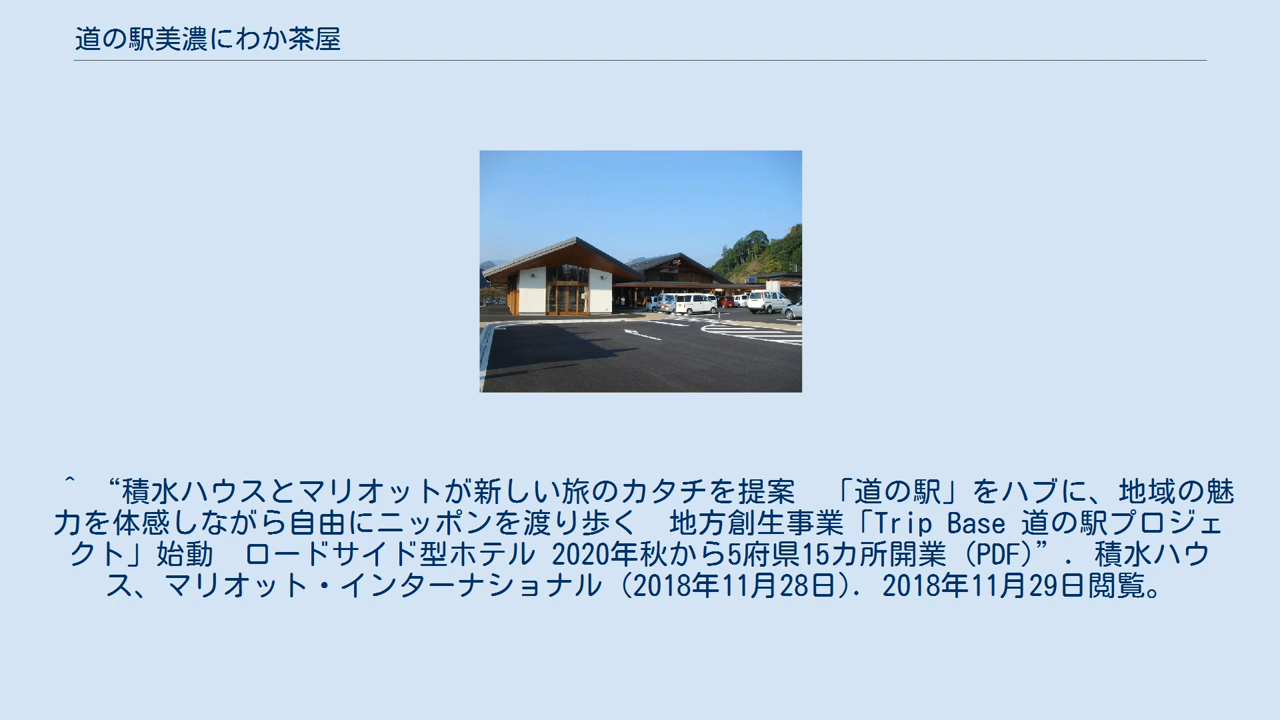 道の駅美濃にわか茶屋
^ “積水ハウスとマリオットが新しい旅のカタチを提案　「道の駅」をハブに、地域の魅
力を体感しながら自由にニッポンを渡り歩く　地方創生事業「Trip Base 道の駅プロジェ
クト」始動　ロードサイド型ホテル 2020年秋から5府県15カ所開業（PDF）”. 積水ハウ
ス、マリオット・インターナショナル (2018年11月28日). 2018年11月29日閲覧。